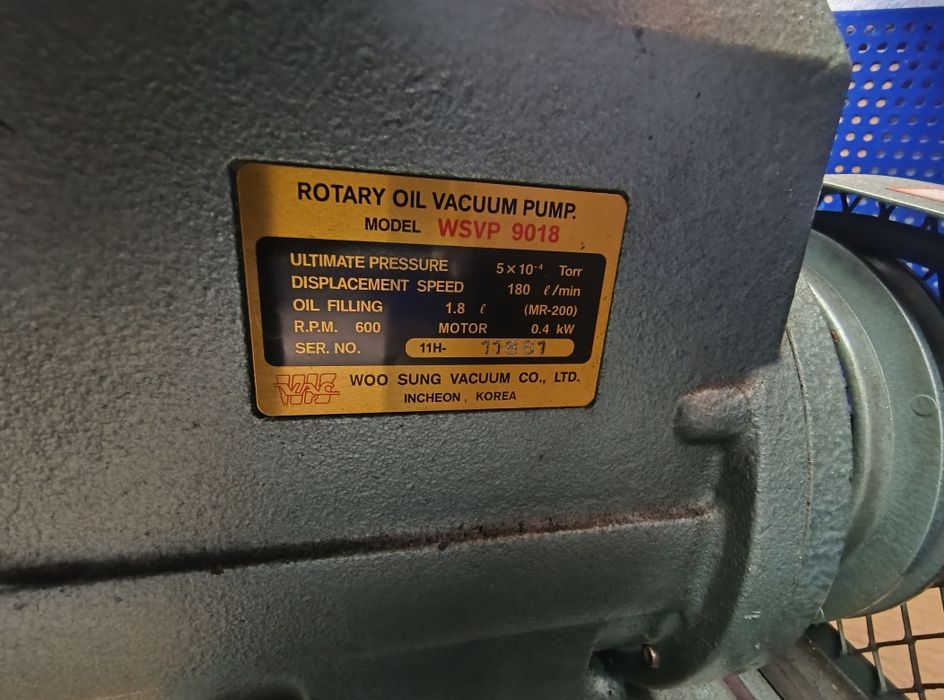 ROTARY OIL VACUUM PUMP.
MODEL WSVP 9018
ULTIMATE PRESSURE 5×10⁻⁴ Torr
DISPLACEMENT SPEED 180 ℓ/min
OIL FILLING 1.8 ℓ (MR-200)
R.P.M. 600 MOTOR 0.4 kW
SER. NO. 11H-
WOO SUNG VACUUM CO., LTD.
INCHEON, KOREA